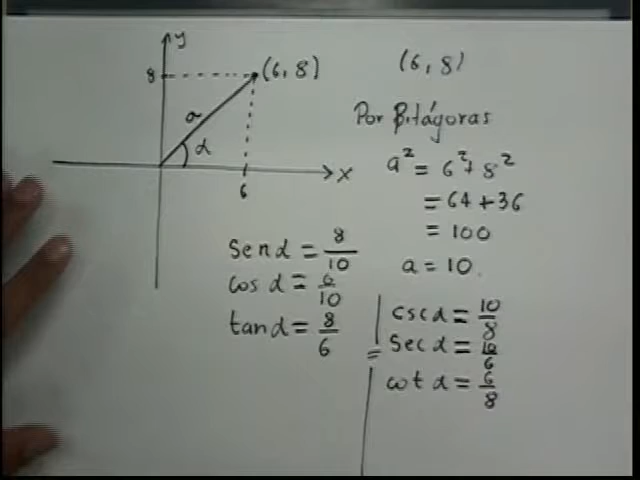 y
8
(6, 8)
a
α
x
6
(6, 8)
Por Pitágoras
a² = 6² + 8²
= 64 + 36
= 100
a = 10.
sen α = 8/10
cos α = 6/10
tan α = 8/6
csc α = 10/8
= sec α = 10/6
cot α = 6/8